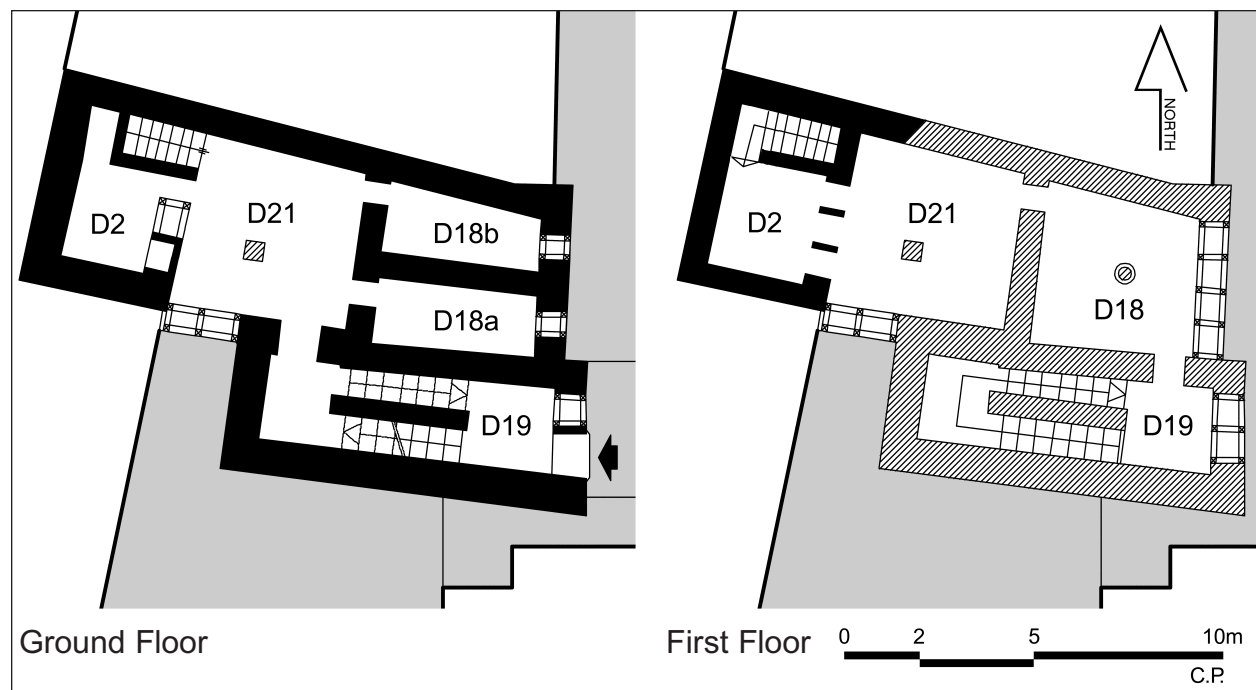 D2
D21
D18b
D18a
D19
Ground Floor
NORTH
D2
D21
D18
D19
First Floor
0 2 5 10m
C.P.